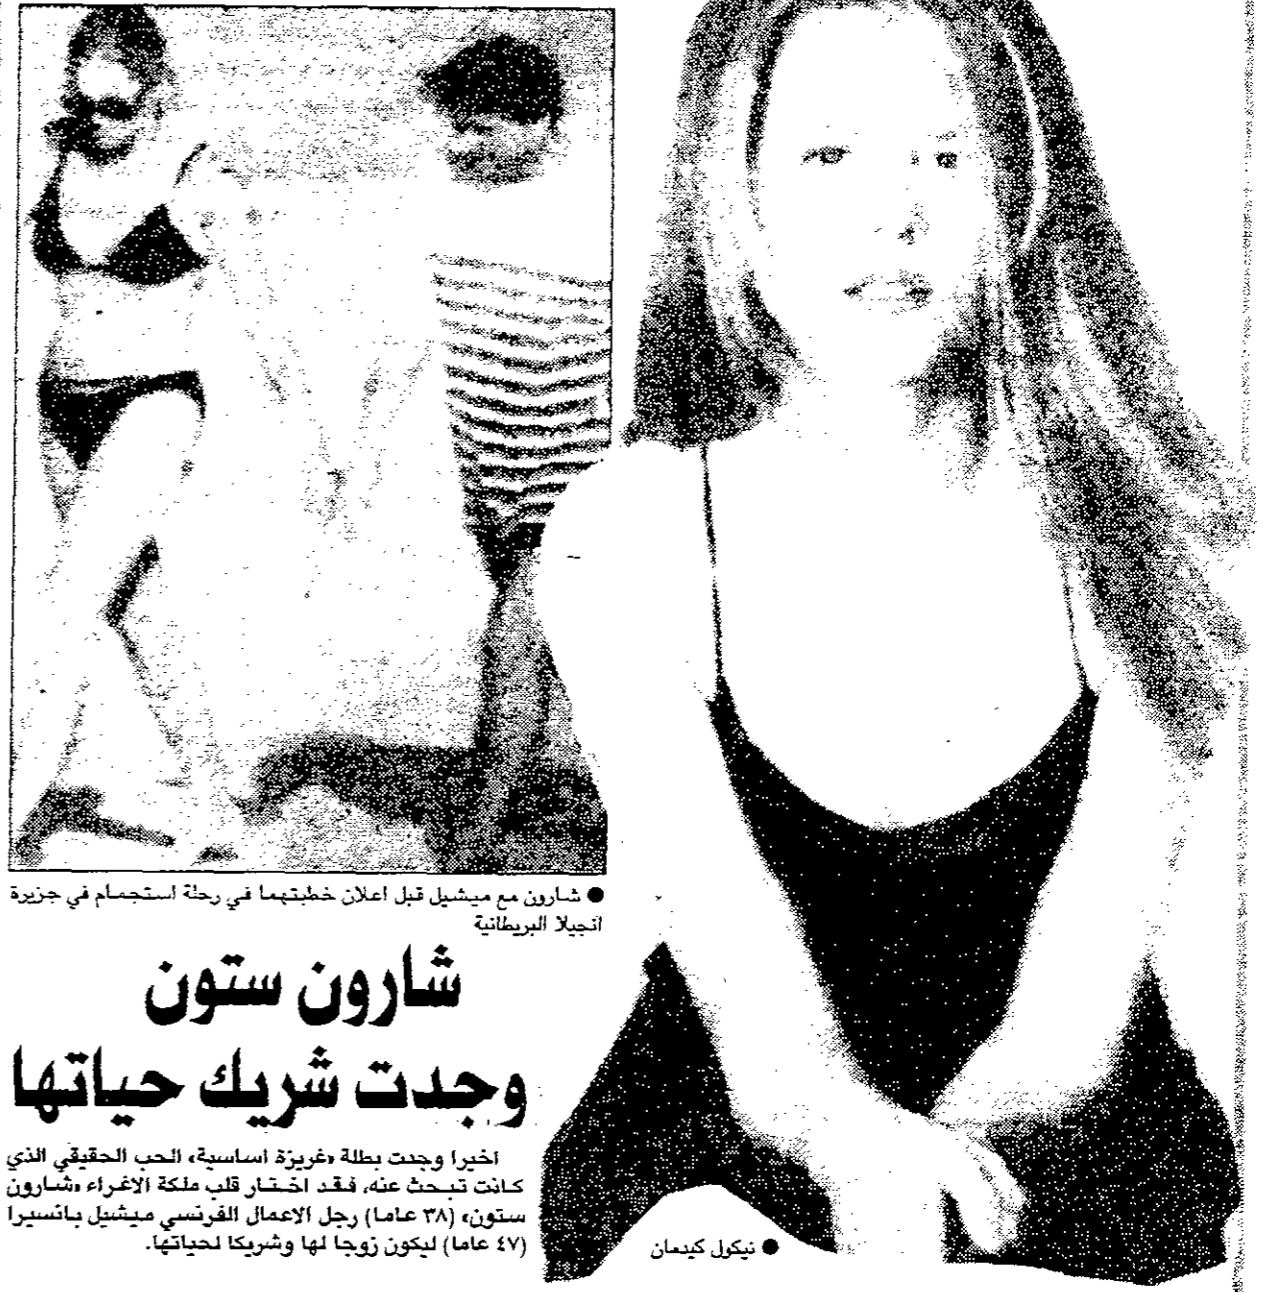 ● شارون مع ميشيل قبل اعلان خطبتهما في رحلة استجمام في جزيرة
انجيلا البريطانية
شارون ستون
وجدت شريك حياتها
اخيرا وجدت بطلة «غريزة اساسية» الحب الحقيقي الذي
كانت تبحث عنه، فقد اختار قلب ملكة الاغراء «شارون
ستون» (٣٨ عاما) رجل الاعمال الفرنسي ميشيل بانسيرا
(٤٧ عاما) ليكون زوجا لها وشريكا لحياتها.
● نيكول كيدمان